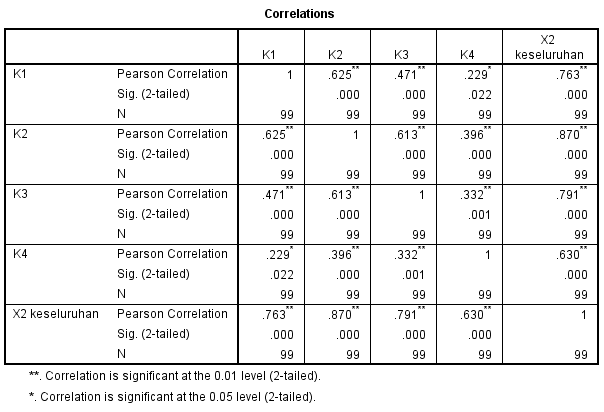 Correlations
K1 K2 K3 K4 X2 keseluruhan
K1 Pearson Correlation 1 .625** .471** .229* .763**
Sig. (2-tailed) .000 .000 .022 .000
N 99 99 99 99 99
K2 Pearson Correlation .625** 1 .613** .396** .870**
Sig. (2-tailed) .000 .000 .000 .000
N 99 99 99 99 99
K3 Pearson Correlation .471** .613** 1 .332** .791**
Sig. (2-tailed) .000 .000 .001 .000
N 99 99 99 99 99
K4 Pearson Correlation .229* .396** .332** 1 .630**
Sig. (2-tailed) .022 .000 .001 .000
N 99 99 99 99 99
X2 keseluruhan Pearson Correlation .763** .870** .791** .630** 1
Sig. (2-tailed) .000 .000 .000 .000
N 99 99 99 99 99
**. Correlation is significant at the 0.01 level (2-tailed).
*. Correlation is significant at the 0.05 level (2-tailed).